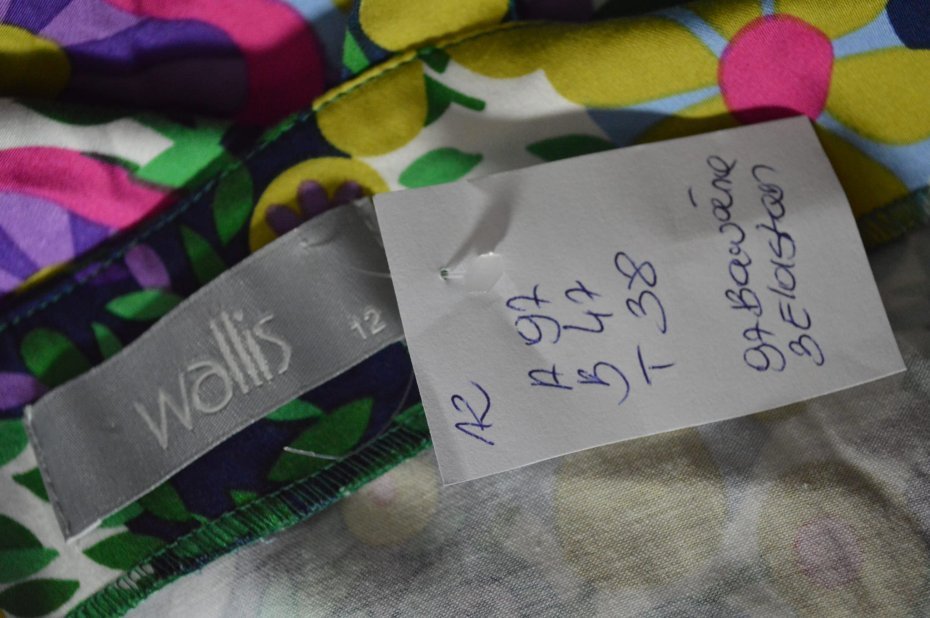 wallis
12
12
A 97
B 47
T 38
97 Bawełna
3 Elastan